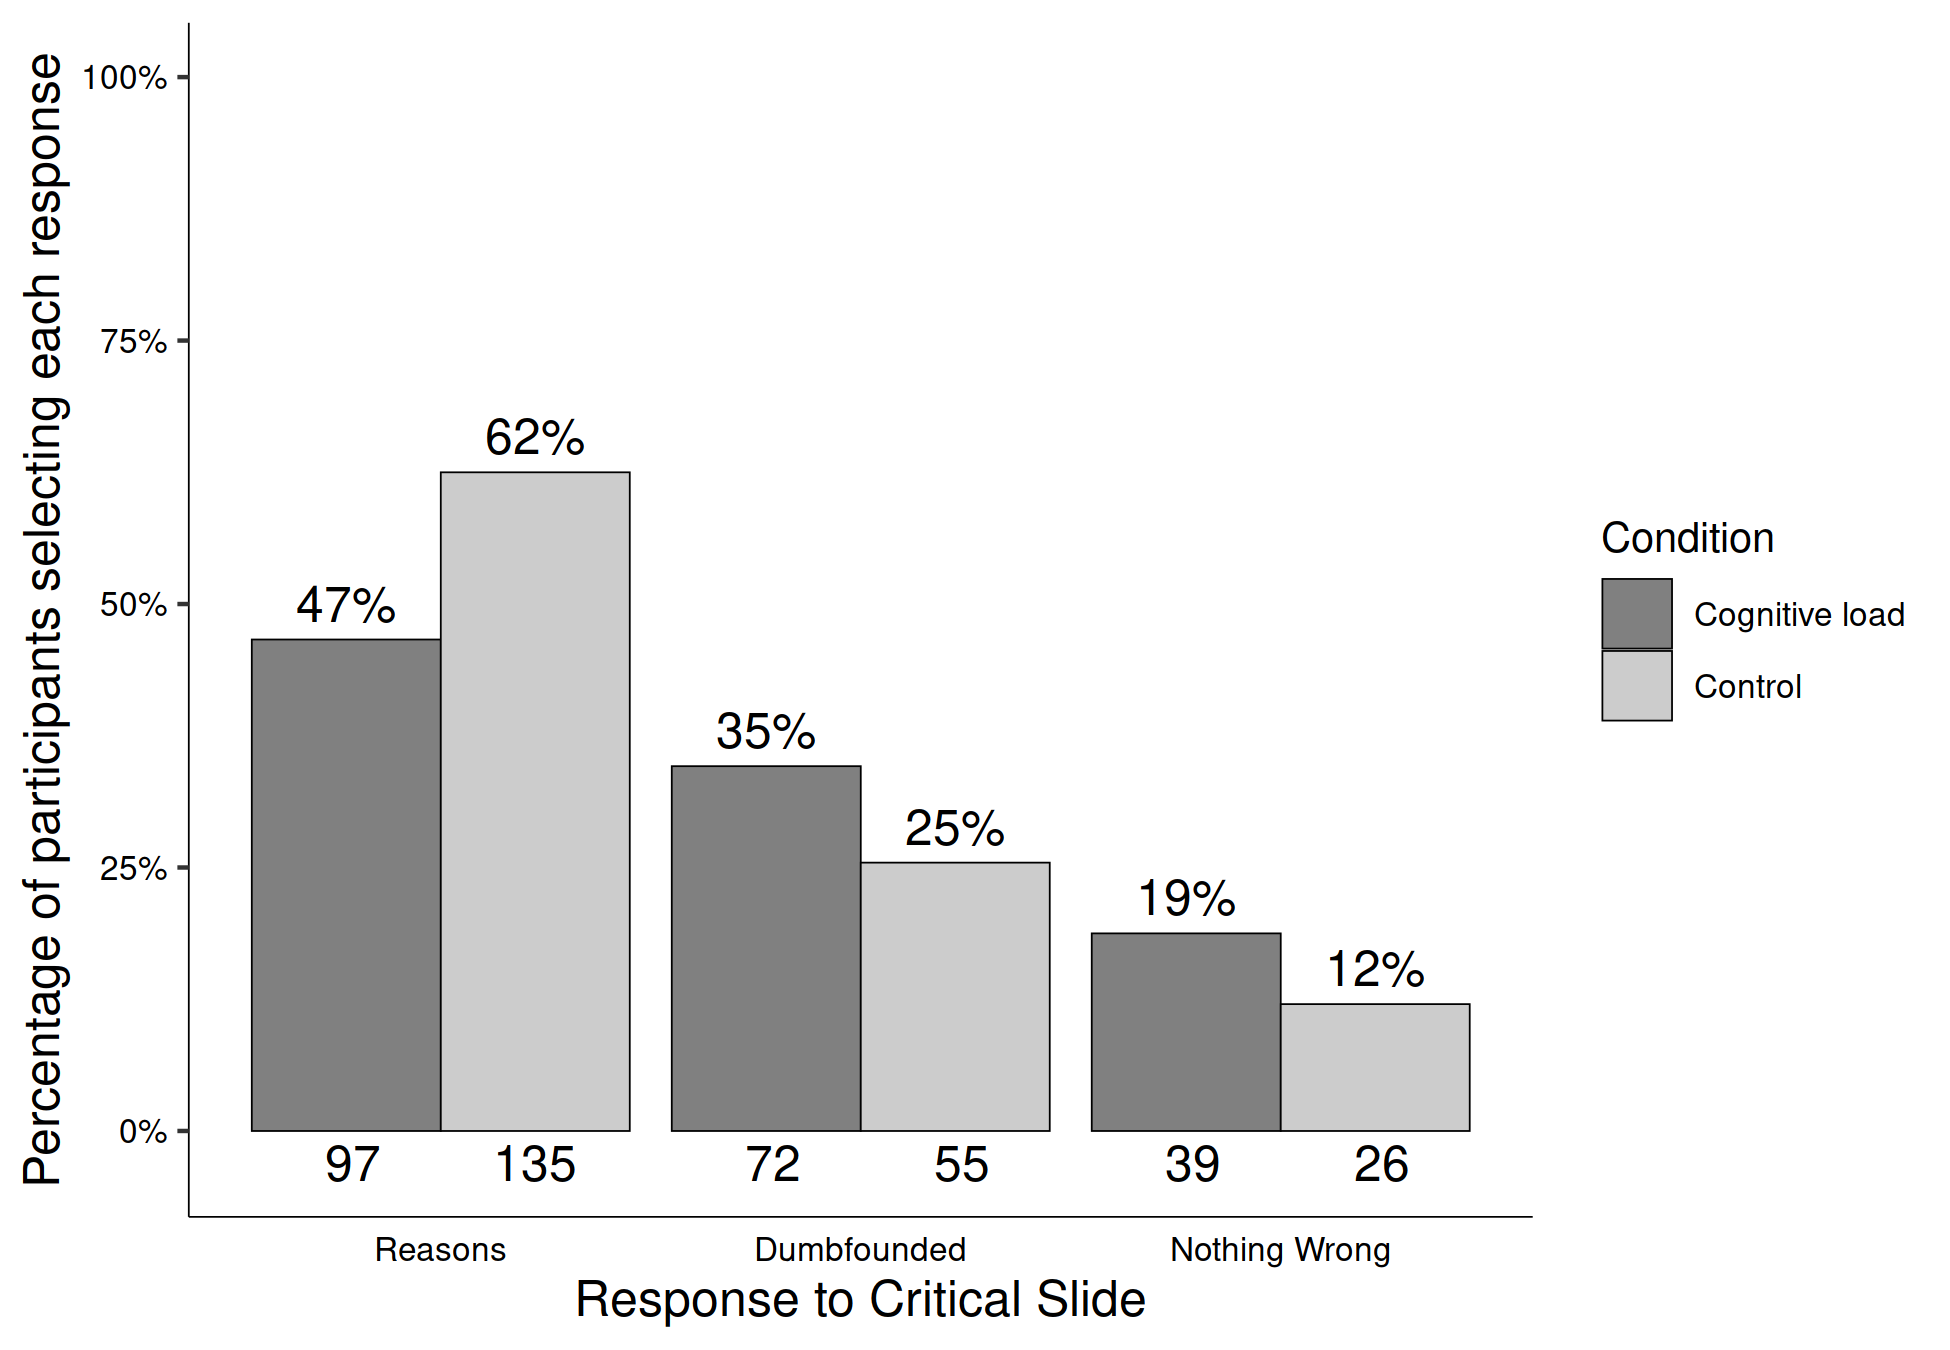 Percentage of participants selecting each response
100%
75%
50%
25%
0%
47%
62%
35%
25%
19%
12%
97
135
72
55
39
26
Reasons
Dumbfounded
Nothing Wrong
Response to Critical Slide
Condition
Cognitive load
Control